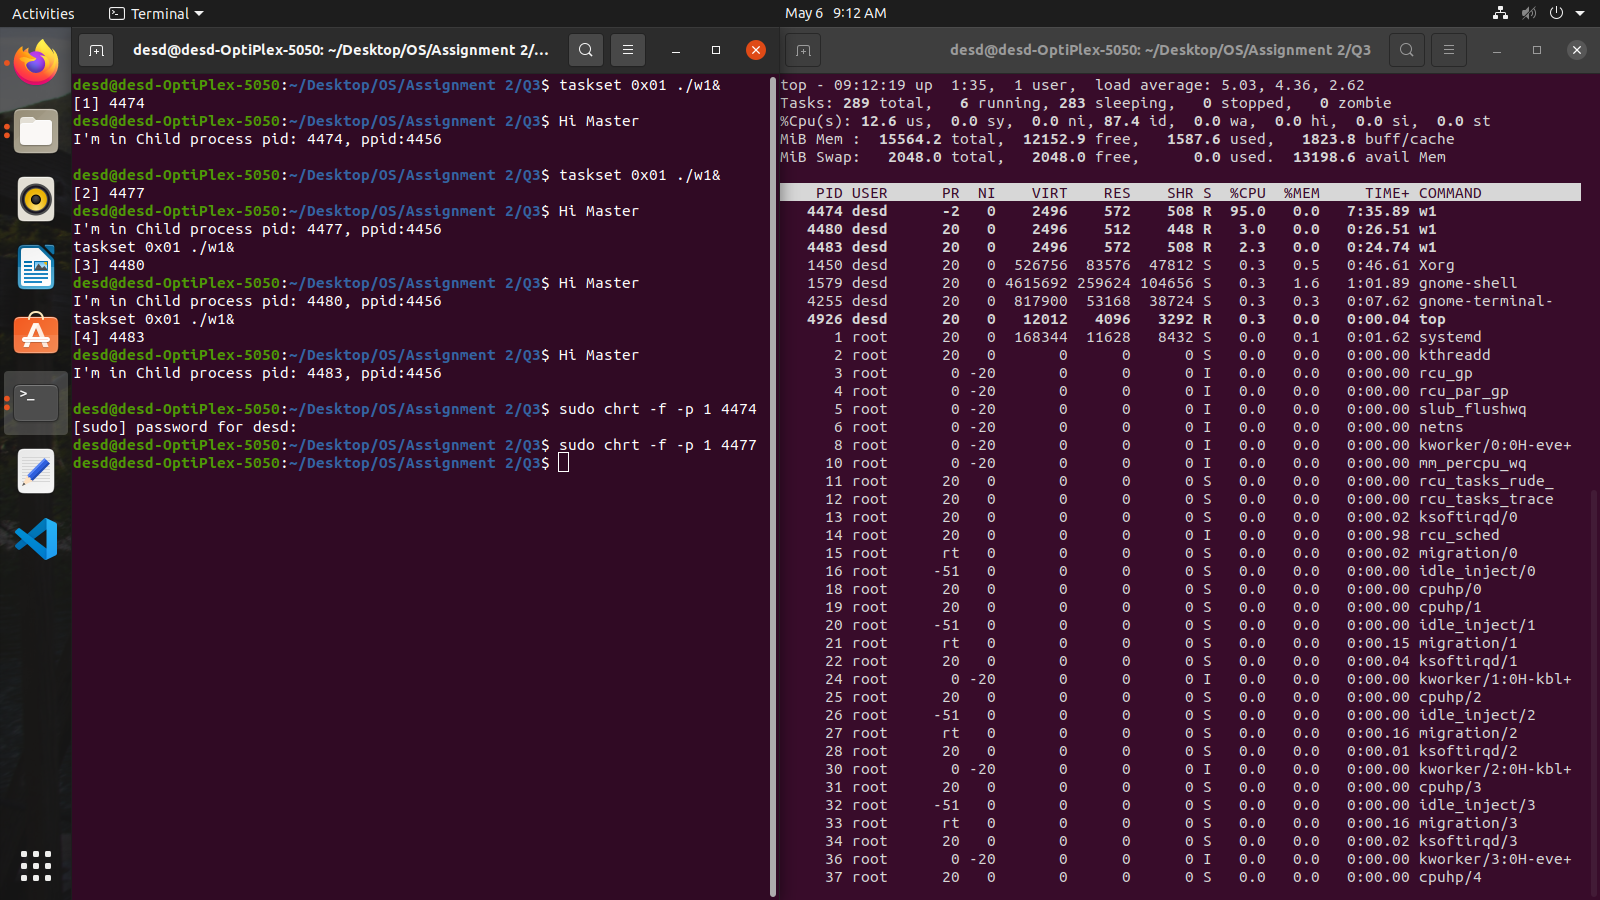 Activities
Terminal
May 6 9:12 AM
desd@desd-OptiPlex-5050: ~/Desktop/OS/Assignment 2/...
desd@desd-OptiPlex-5050:~/Desktop/OS/Assignment 2/Q3$ taskset 0x01 ./w1&
[1] 4474
desd@desd-OptiPlex-5050:~/Desktop/OS/Assignment 2/Q3$ Hi Master
I'm in Child process pid: 4474, ppid:4456
desd@desd-OptiPlex-5050:~/Desktop/OS/Assignment 2/Q3$ taskset 0x01 ./w1&
[2] 4477
desd@desd-OptiPlex-5050:~/Desktop/OS/Assignment 2/Q3$ Hi Master
I'm in Child process pid: 4477, ppid:4456
taskset 0x01 ./w1&
[3] 4480
desd@desd-OptiPlex-5050:~/Desktop/OS/Assignment 2/Q3$ Hi Master
I'm in Child process pid: 4480, ppid:4456
taskset 0x01 ./w1&
[4] 4483
desd@desd-OptiPlex-5050:~/Desktop/OS/Assignment 2/Q3$ Hi Master
I'm in Child process pid: 4483, ppid:4456
desd@desd-OptiPlex-5050:~/Desktop/OS/Assignment 2/Q3$ sudo chrt -f -p 1 4474
[sudo] password for desd:
desd@desd-OptiPlex-5050:~/Desktop/OS/Assignment 2/Q3$ sudo chrt -f -p 1 4477
desd@desd-OptiPlex-5050:~/Desktop/OS/Assignment 2/Q3$
desd@desd-OptiPlex-5050: ~/Desktop/OS/Assignment 2/Q3
top - 09:12:19 up 1:35, 1 user, load average: 5.03, 4.36, 2.62
Tasks: 289 total, 6 running, 283 sleeping, 0 stopped, 0 zombie
%Cpu(s): 12.6 us, 0.0 sy, 0.0 ni, 87.4 id, 0.0 wa, 0.0 hi, 0.0 si, 0.0 st
MiB Mem : 15564.2 total, 12152.9 free, 1587.6 used, 1823.8 buff/cache
MiB Swap: 2048.0 total, 2048.0 free, 0.0 used. 13198.6 avail Mem
PID USER PR NI VIRT RES SHR S %CPU %MEM TIME+ COMMAND
4474 desd -2 0 2496 572 508 R 95.0 0.0 7:35.89 w1
4480 desd 20 0 2496 512 448 R 3.0 0.0 0:26.51 w1
4483 desd 20 0 2496 572 508 R 2.3 0.0 0:24.74 w1
1450 desd 20 0 526756 83576 47812 S 0.3 0.5 0:46.61 Xorg
1579 desd 20 0 4615692 259624 104656 S 0.3 1.6 1:01.89 gnome-shell
4255 desd 20 0 817900 53168 38724 S 0.3 0.3 0:07.62 gnome-terminal-
4926 desd 20 0 12012 4096 3292 R 0.3 0.0 0:00.04 top
1 root 20 0 168344 11628 8432 S 0.0 0.1 0:01.62 systemd
2 root 20 0 0 0 0 S 0.0 0.0 0:00.00 kthreadd
3 root 0 -20 0 0 0 I 0.0 0.0 0:00.00 rcu_gp
4 root 0 -20 0 0 0 I 0.0 0.0 0:00.00 rcu_par_gp
5 root 0 -20 0 0 0 I 0.0 0.0 0:00.00 slub_flushwq
6 root 0 -20 0 0 0 I 0.0 0.0 0:00.00 netns
8 root 0 -20 0 0 0 I 0.0 0.0 0:00.00 kworker/0:0H-eve+
10 root 0 -20 0 0 0 I 0.0 0.0 0:00.00 mm_percpu_wq
11 root 20 0 0 0 0 S 0.0 0.0 0:00.00 rcu_tasks_rude_
12 root 20 0 0 0 0 S 0.0 0.0 0:00.00 rcu_tasks_trace
13 root 20 0 0 0 0 S 0.0 0.0 0:00.02 ksoftirqd/0
14 root 20 0 0 0 0 I 0.0 0.0 0:00.98 rcu_sched
15 root rt 0 0 0 0 S 0.0 0.0 0:00.02 migration/0
16 root -51 0 0 0 0 S 0.0 0.0 0:00.00 idle_inject/0
18 root 20 0 0 0 0 S 0.0 0.0 0:00.00 cpuhp/0
19 root 20 0 0 0 0 S 0.0 0.0 0:00.00 cpuhp/1
20 root -51 0 0 0 0 S 0.0 0.0 0:00.00 idle_inject/1
21 root rt 0 0 0 0 S 0.0 0.0 0:00.15 migration/1
22 root 20 0 0 0 0 S 0.0 0.0 0:00.04 ksoftirqd/1
24 root 0 -20 0 0 0 I 0.0 0.0 0:00.00 kworker/1:0H-kbl+
25 root 20 0 0 0 0 S 0.0 0.0 0:00.00 cpuhp/2
26 root -51 0 0 0 0 S 0.0 0.0 0:00.00 idle_inject/2
27 root rt 0 0 0 0 S 0.0 0.0 0:00.16 migration/2
28 root 20 0 0 0 0 S 0.0 0.0 0:00.01 ksoftirqd/2
30 root 0 -20 0 0 0 I 0.0 0.0 0:00.00 kworker/2:0H-kbl+
31 root 20 0 0 0 0 S 0.0 0.0 0:00.00 cpuhp/3
32 root -51 0 0 0 0 S 0.0 0.0 0:00.00 idle_inject/3
33 root rt 0 0 0 0 S 0.0 0.0 0:00.16 migration/3
34 root 20 0 0 0 0 S 0.0 0.0 0:00.02 ksoftirqd/3
36 root 0 -20 0 0 0 I 0.0 0.0 0:00.00 kworker/3:0H-eve+
37 root 20 0 0 0 0 S 0.0 0.0 0:00.00 cpuhp/4